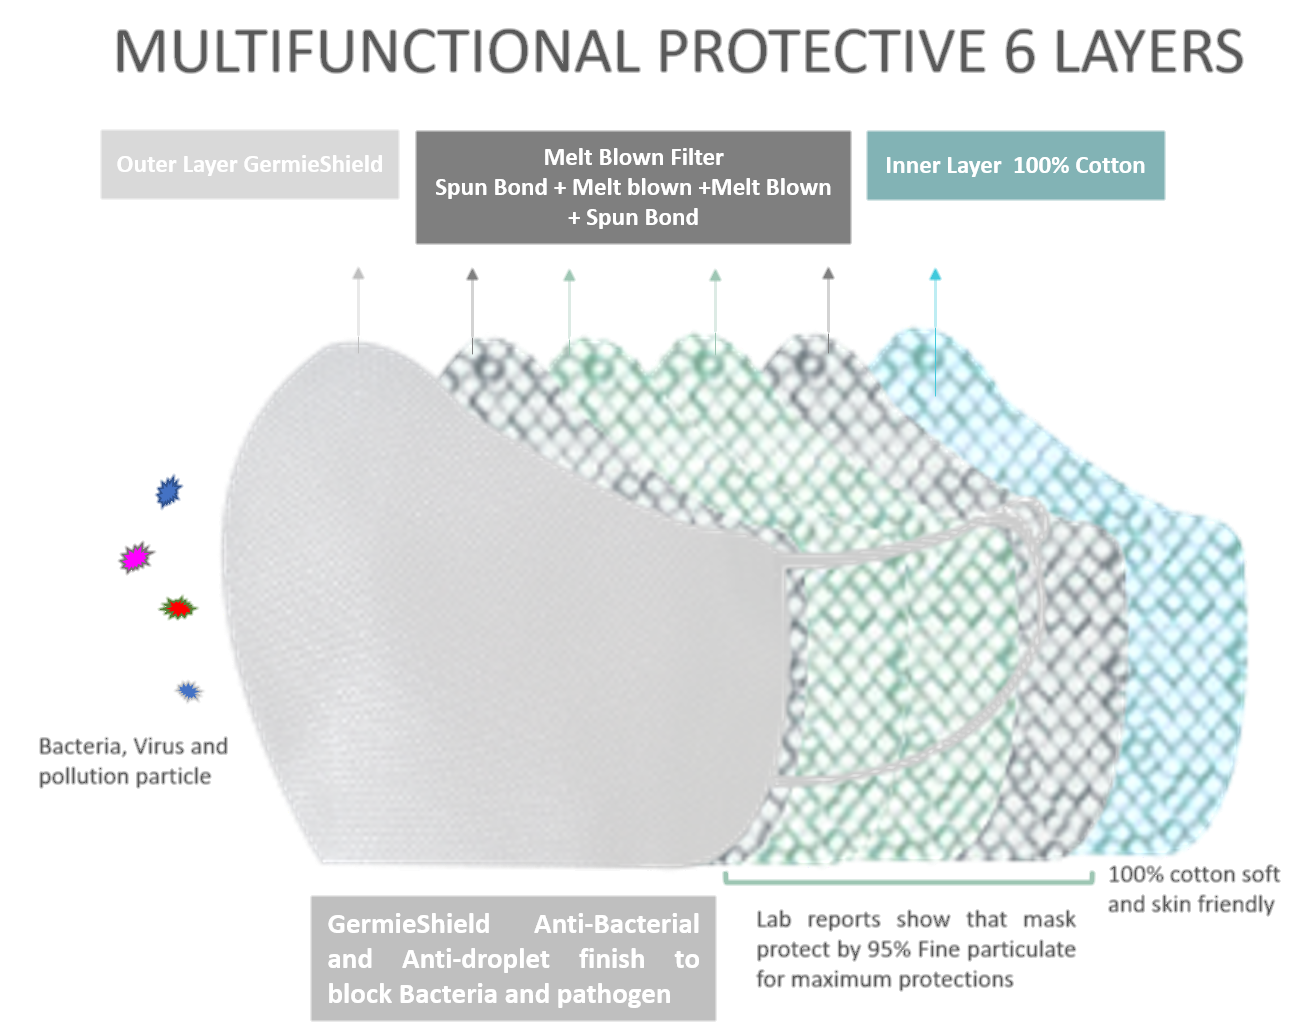 MULTIFUNCTIONAL PROTECTIVE 6 LAYERS
Outer Layer GermieShield
Melt Blown Filter
Spun Bond + Melt blown +Melt Blown
+ Spun Bond
Inner Layer 100% Cotton
Bacteria, Virus and
pollution particle
GermieShield Anti-Bacterial
and Anti-droplet finish to
block Bacteria and pathogen
Lab reports show that mask
protect by 95% Fine particulate
for maximum protections
100% cotton soft
and skin friendly